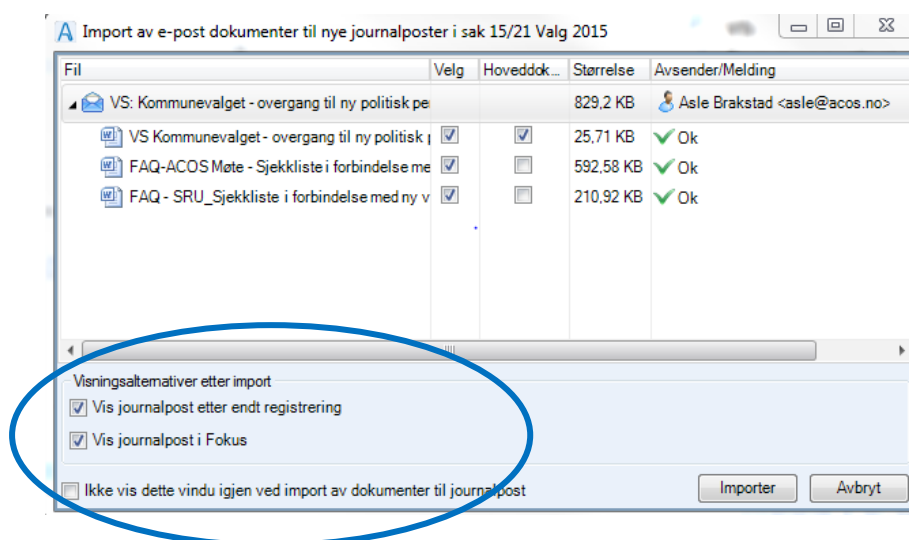 Import av e-post dokumenter til nye journalposter i sak 15/21 Valg 2015
Fil Velg Hoveddok... Størrelse Avsender/Melding
VS: Kommunevalget - overgang til ny politisk pe 829,2 KB Asle Brakstad <asle@acos.no>
VS Kommunevalget - overgang til ny politisk p 25,71 KB Ok
FAQ-ACOS Møte - Sjekkliste i forbindelse me 592,58 KB Ok
FAQ - SRU_Sjekkliste i forbindelse med ny v 210,92 KB Ok
Visningsalternativer etter import
Vis journalpost etter endt registrering
Vis journalpost i Fokus
Ikke vis dette vindu igjen ved import av dokumenter til journalpost Importer Avbryt